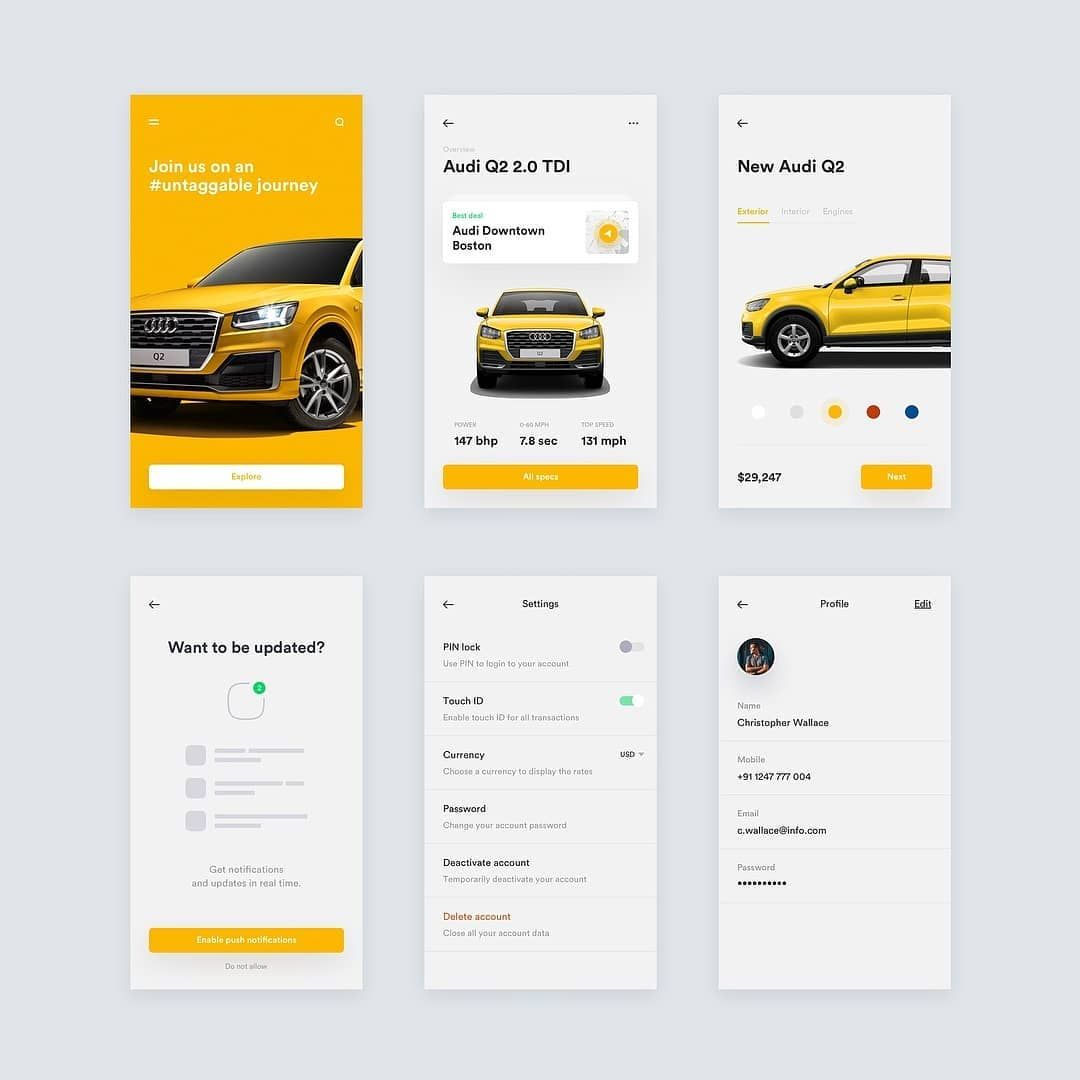 Join us on an
#untaggable journey
Q2
Explore
Overview
Audi Q2 2.0 TDI
Best deal
Audi Downtown
Boston
Q2
POWER
0-60 MPH
TOP SPEED
147 bhp
7.8 sec
131 mph
All specs
New Audi Q2
Exterior Interior Engines
$29,247
Next
Want to be updated?
2
Get notifications
and updates in real time.
Enable push notifications
Do not allow
Settings
PIN lock
Use PIN to login to your account
Touch ID
Enable touch ID for all transactions
Currency
USD
Choose a currency to display the rates
Password
Change your account password
Deactivate account
Temporarily deactivate your account
Delete account
Close all your account data
Profile
Edit
Name
Christopher Wallace
Mobile
+91 1247 777 004
Email
c.wallace@info.com
Password
••••••••••